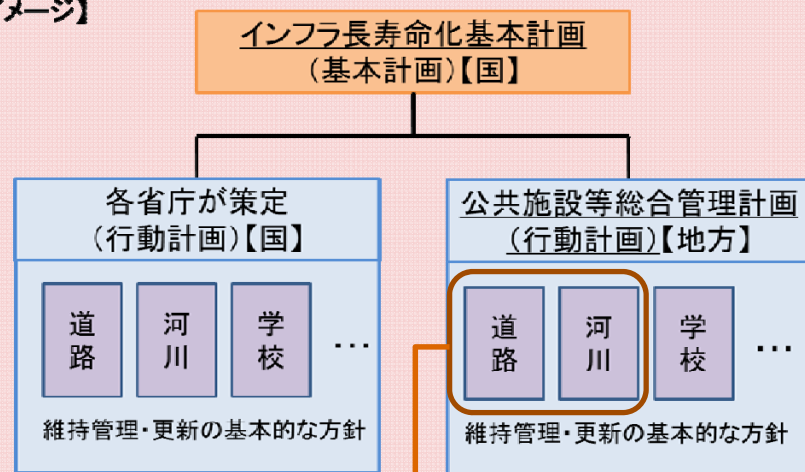 メージ】
インフラ長寿命化基本計画
(基本計画)【国】
各省庁が策定
(行動計画)【国】
道路
河川
学校
…
維持管理・更新の基本的な方針
公共施設等総合管理計画
(行動計画)【地方】
道路
河川
学校
…
維持管理・更新の基本的な方針